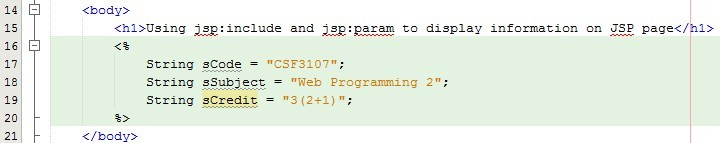 14 <body>
15 <h1>Using jsp:include and jsp:param to display information on JSP page</h1>
16 <%
17 String sCode = "CSF3107";
18 String sSubject = "Web Programming 2";
19 String sCredit = "3(2+1)";
20 %>
21 </body>